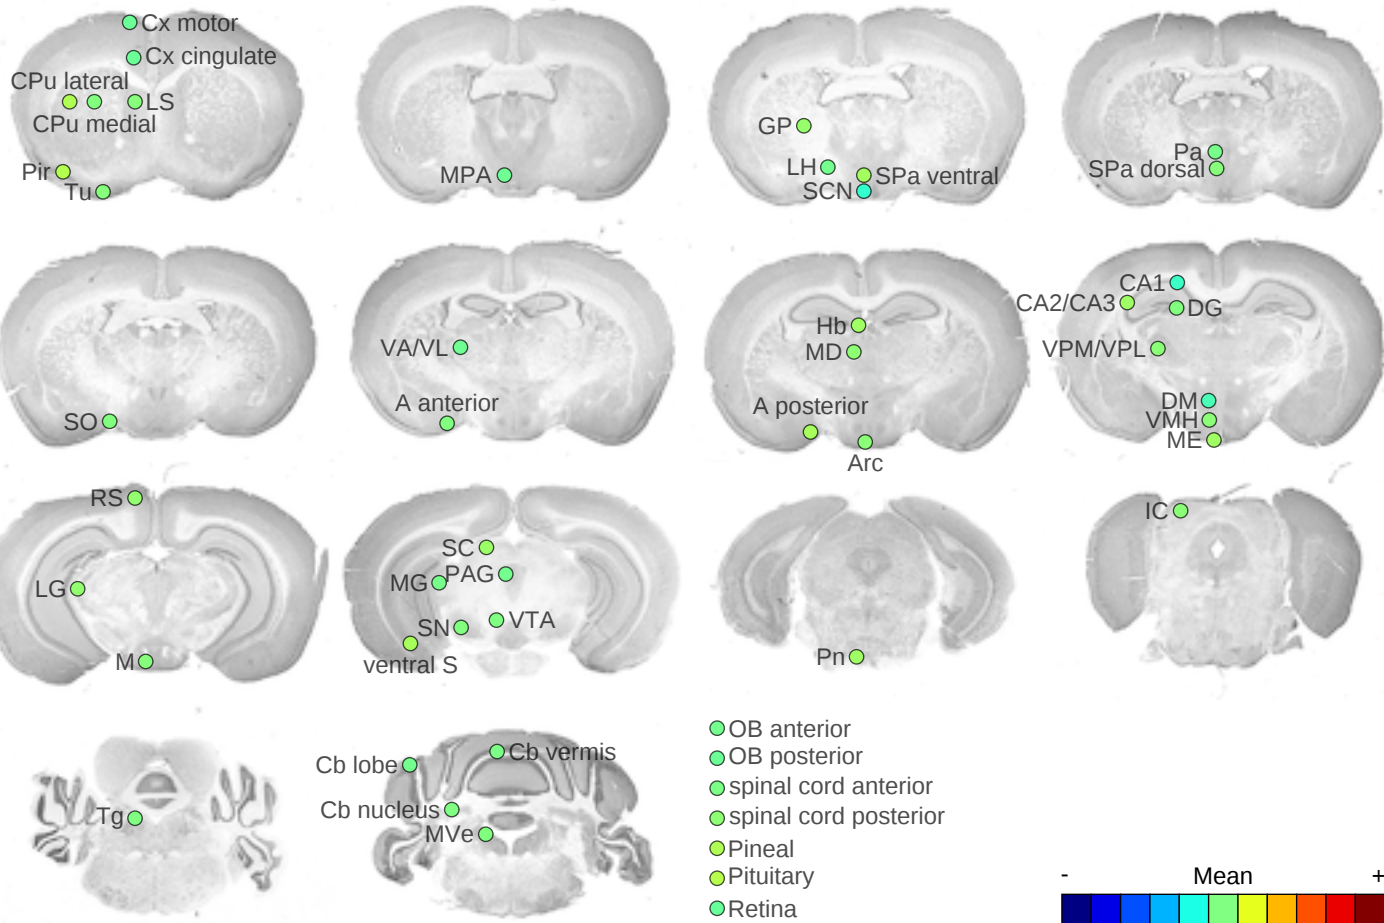 Cx motor
Cx cingulate
CPu lateral
LS
CPu medial
Pir
Tu
MPA
GP
LH
SPa ventral
SCN
Pa
SPa dorsal
SO
VA/VL
A anterior
Hb
MD
A posterior
Arc
CA1
CA2/CA3
DG
VPM/VPL
DM
VMH
ME
RS
LG
M
SC
MG
PAG
SN
VTA
ventral S
Pn
IC
Tg
Cb lobe
Cb vermis
Cb nucleus
MVe
OB anterior
OB posterior
spinal cord anterior
spinal cord posterior
Pineal
Pituitary
Retina
- Mean +